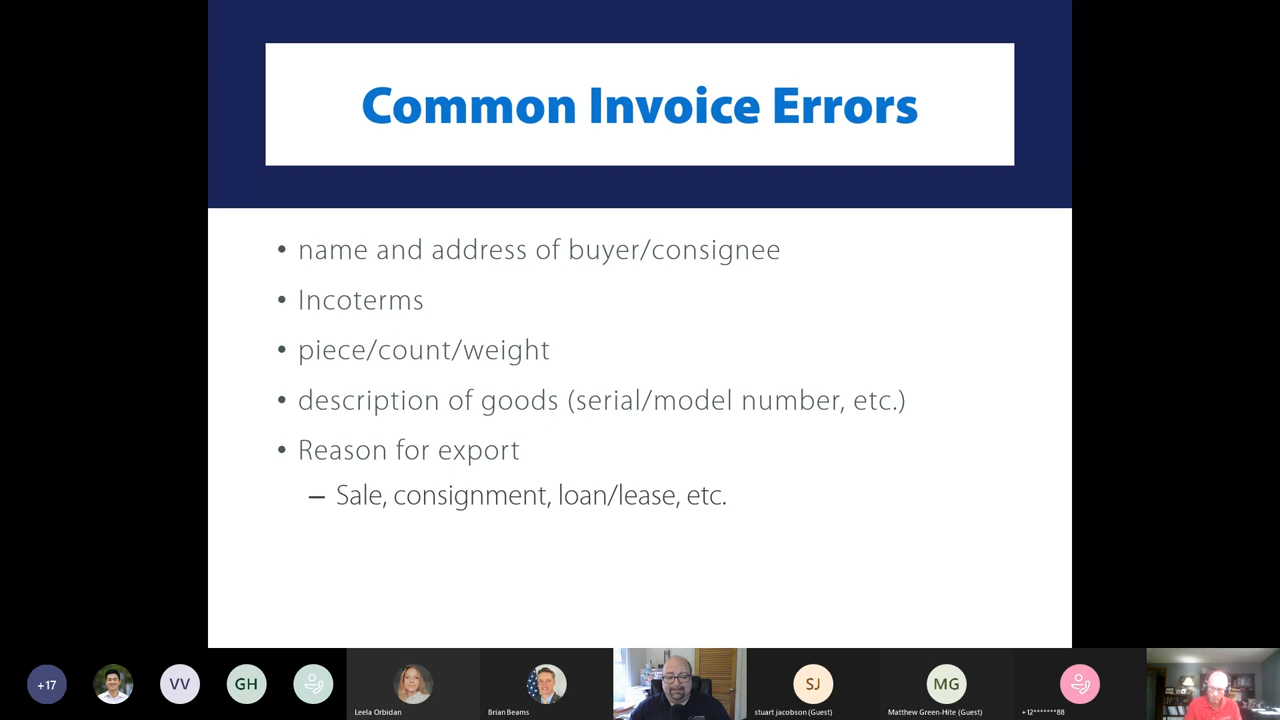 Common Invoice Errors
• name and address of buyer/consignee
• Incoterms
• piece/count/weight
• description of goods (serial/model number, etc.)
• Reason for export
– Sale, consignment, loan/lease, etc.
+17
VV
GH
SJ
MG
Leela Orbidan
Brian Beams
stuart jacobson (Guest)
Matthew Green-Hite (Guest)
+12*******88